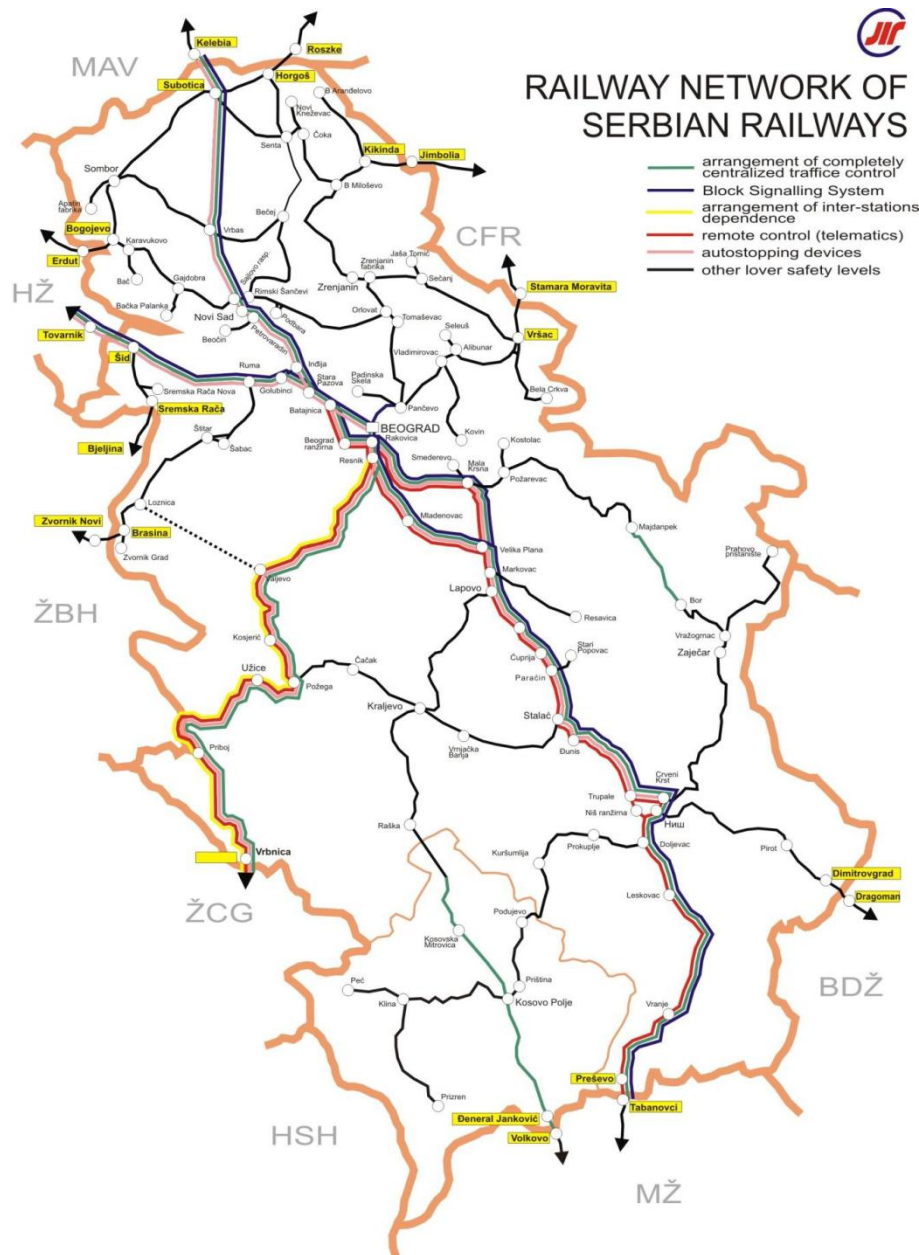 RAILWAY NETWORK OF
SERBIAN RAILWAYS
arrangement of completely
centralized traffice control
Block Signalling System
arrangement of inter-stations
dependence
remote control (telematics)
autostopping devices
other lover safety levels
MAV
CFR
HŽ
ŽBH
ŽCG
HSH
MŽ
BDŽ
Kelebia
Roszke
Horgoš
Subotica
B Aranđelovo
Novi
Kneževac
Čoka
Senta
Kikinda
Jimbolia
Sombor
B Miloševo
Apatin
fabrika
Bečej
Vrbas
Bogojevo
Karavukovo
Erdut
Bač
Gajdobra
Bačka Palanka
Sajlovo rasp.
Rimski Šančevi
Novi Sad
Podbara
Petrovaradin
Beočin
Zrenjanin
fabrika
Zrenjanin
Jaša Tomić
Sečanj
Stamara Moravita
Orlovat
Tomaševac
Seleuš
Alibunar
Vladimirovac
Vršac
Bela Crkva
Tovarnik
Šid
Ruma
Inđija
Golubinci
Stara
Pazova
Padinska
Skela
Pančevo
Batajnica
Sremska Rača Nova
Sremska Rača
BEOGRAD
Beograd
ranžirna
Rakovica
Resnik
Kovin
Kostolac
Bjeljina
Štitar
Šabac
Smederevo
Mala
Krsna
Požarevac
Loznica
Mladenovac
Majdanpek
Zvornik Novi
Brasina
Zvornik Grad
Velika Plana
Prahovo
pristaniste
Valjevo
Markovac
Lapovo
Resavica
Bor
Vražogrnac
Zaječar
Kosjerić
Ćuprija
Stari
Popovac
Paraćin
Užice
Požega
Čačak
Kraljevo
Stalać
Vrnjačka
Banja
Đunis
Priboj
Crveni
Krst
Trupale
Niš ranžirna
Ниш
Raška
Vrbnica
Kuršumlija
Prokuplje
Doljevac
Pirot
Dimitrovgrad
Dragoman
Leskovac
Podujevo
Kosovska
Mitrovica
Peć
Klina
Priština
Kosovo Polje
Vranje
Prizren
Preševo
Tabanovci
Đeneral Janković
Volkovo